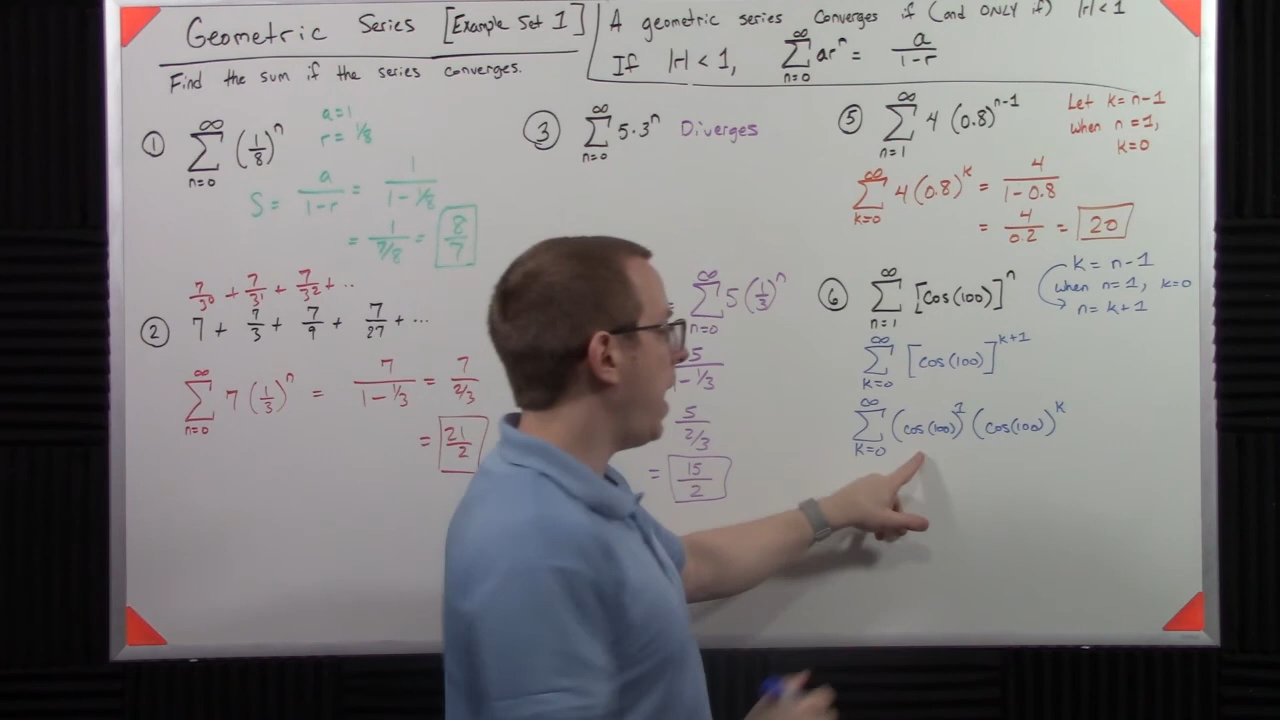 Geometric Series [Example Set 1]
Find the sum if the series converges.
A geometric series converges if (and ONLY if) |r| < 1
If |r| < 1, ∞ ∑ n=0 ar^n = a/(1-r)
① ∞ ∑ n=0 (1/8)^n
a = 1
r = 1/8
S = a/(1-r) = 1/(1-1/8)
= 1/(7/8) = 8/7
7/3^0 + 7/3^1 + 7/3^2 + ..
② 7 + 7/3 + 7/9 + 7/27 + ...
∞ ∑ n=0 7(1/3)^n = 7/(1-1/3) = 7/(2/3)
= 21/2
③ ∞ ∑ n=0 5·3^n Diverges
= ∞ ∑ n=0 5(1/3)^n
5/(1-1/3)
5/(2/3)
= 15/2
⑤ ∞ ∑ n=1 4(0.8)^(n-1)
Let k = n-1
when n=1,
k=0
∞ ∑ k=0 4(0.8)^k = 4/(1-0.8)
= 4/0.2 = 20
⑥ ∞ ∑ n=1 [cos(100)]^n
k = n-1
when n=1, k=0
n = k+1
∞ ∑ k=0 [cos(100)]^(k+1)
∞ ∑ k=0 (cos(100))^1 (cos(100))^k